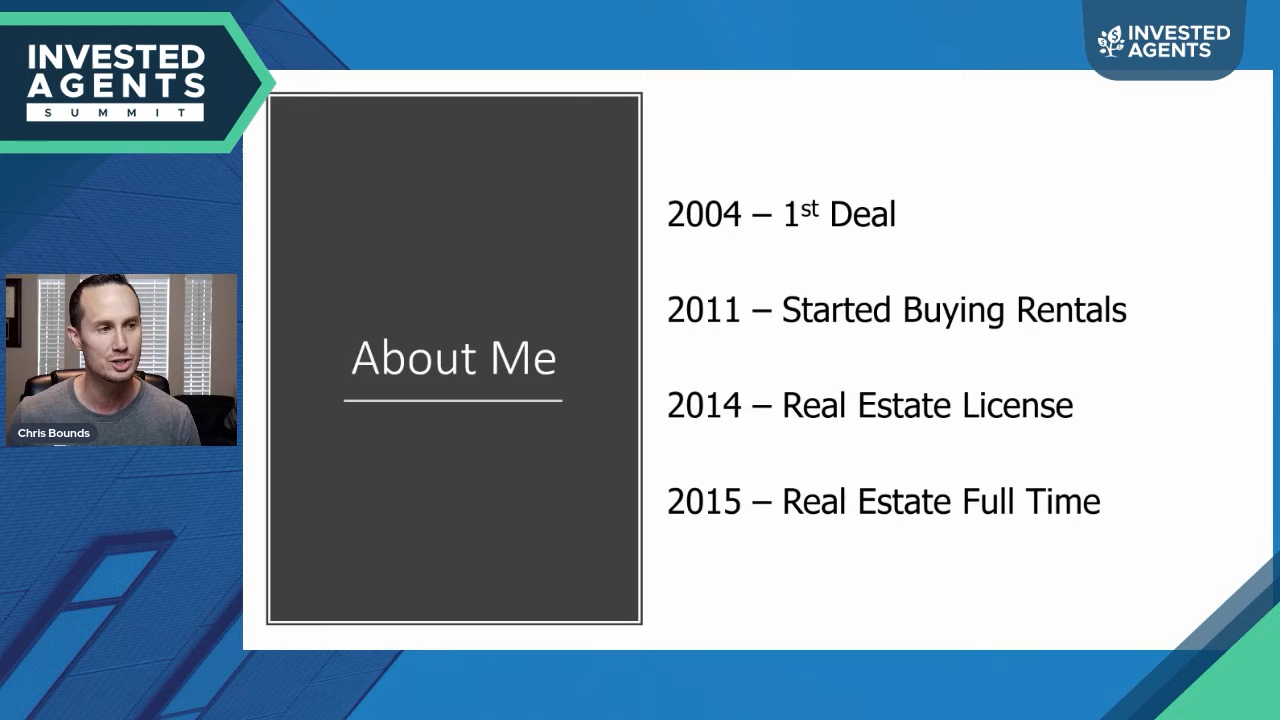 INVESTED
AGENTS
SUMMIT
INVESTED
AGENTS
About Me
2004 – 1st Deal
2011 – Started Buying Rentals
2014 – Real Estate License
2015 – Real Estate Full Time
Chris Bounds